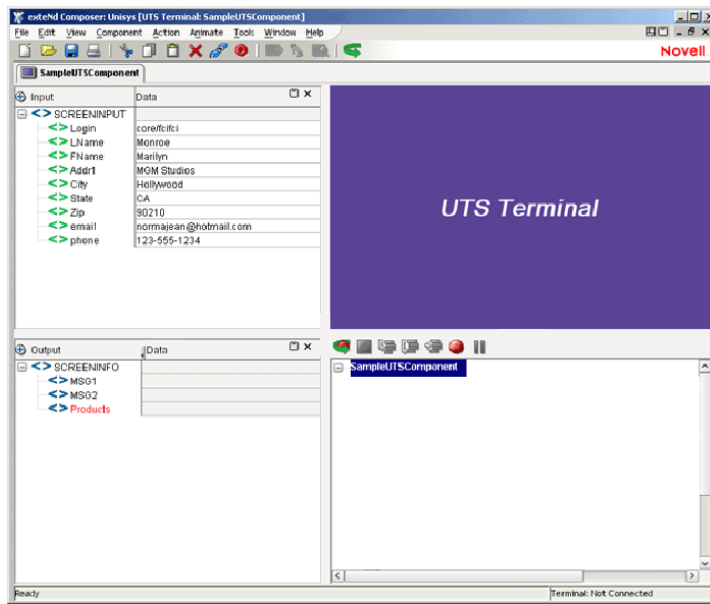 exteNd Composer: Unisys [UTS Terminal: SampleUTSComponent]
File Edit View Component Action Animate Tools Window Help
Novell
SampleUTSComponent
Input Data
SCREENINPUT
Login core/fcifci
LName Monroe
FName Marilyn
Addr1 MGM Studios
City Hollywood
State CA
Zip 90210
email normajean@hotmail.com
phone 123-555-1234
UTS Terminal
Output Data
SCREENINFO
MSG1
MSG2
Products
SampleUTSComponent
Ready Terminal: Not Connected